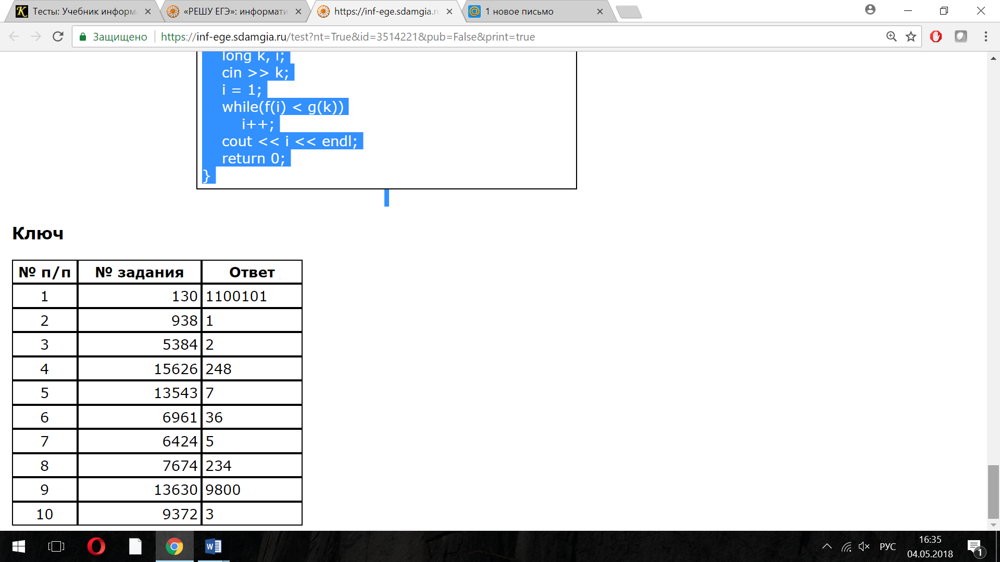 Тесты: Учебник информ
«РЕШУ ЕГЭ»: информати
https://inf-ege.sdamgia.ru
1 новое письмо
Защищено
https://inf-ege.sdamgia.ru/test?nt=True&id=3514221&pub=False&print=true
long k, i;
cin >> k;
i = 1;
while(f(i) < g(k))
i++;
cout << i << endl;
return 0;
}
Ключ
№ п/п № задания Ответ
1 130 1100101
2 938 1
3 5384 2
4 15626 248
5 13543 7
6 6961 36
7 6424 5
8 7674 234
9 13630 9800
10 9372 3
РУС
16:35
04.05.2018
1